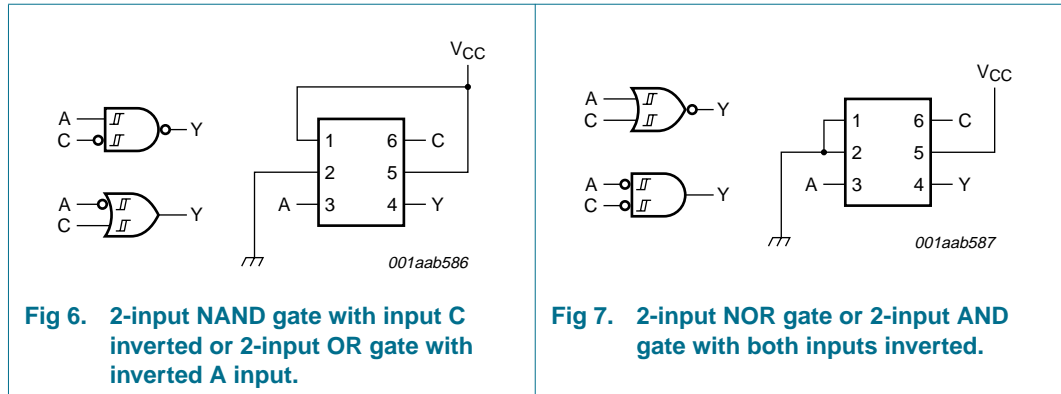 VCC
A
C
Y
A
C
Y
1
2
3
6
5
4
C
A
Y
001aab586
Fig 6. 2-input NAND gate with input C
inverted or 2-input OR gate with
inverted A input.
VCC
A
C
Y
A
C
Y
1
2
3
6
5
4
C
A
Y
001aab587
Fig 7. 2-input NOR gate or 2-input AND
gate with both inputs inverted.